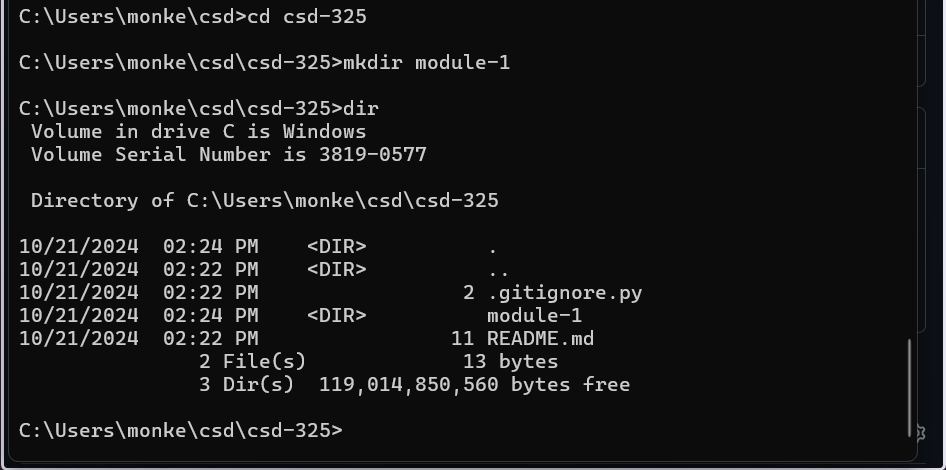 C:\Users\monke\csd>cd csd-325
C:\Users\monke\csd\csd-325>mkdir module-1
C:\Users\monke\csd\csd-325>dir
 Volume in drive C is Windows
 Volume Serial Number is 3819-0577
 Directory of C:\Users\monke\csd\csd-325
10/21/2024  02:24 PM    <DIR>          .
10/21/2024  02:22 PM    <DIR>          ..
10/21/2024  02:22 PM                 2 .gitignore.py
10/21/2024  02:24 PM    <DIR>          module-1
10/21/2024  02:22 PM                11 README.md
               2 File(s)             13 bytes
               3 Dir(s)  119,014,850,560 bytes free
C:\Users\monke\csd\csd-325>